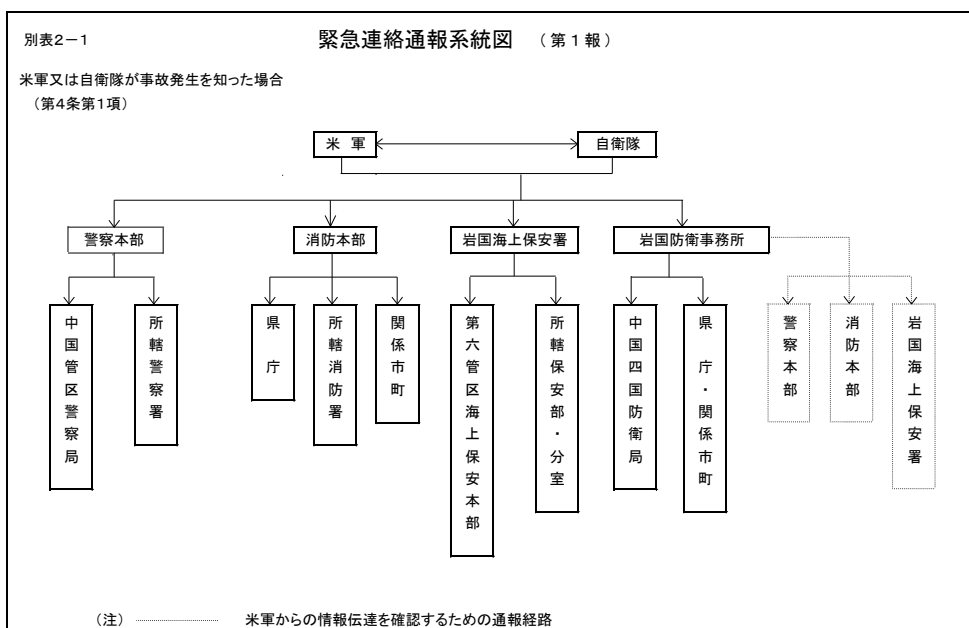 別表2－1
緊急連絡通報系統図 （第1報）
米軍又は自衛隊が事故発生を知った場合
（第4条第1項）
米 軍
自衛隊
警察本部
消防本部
岩国海上保安署
岩国防衛事務所
中国管区警察局
所轄警察署
県 庁
所轄消防署
関係市町
第六管区海上保安本部
所轄保安部・分室
中国四国防衛局
県 庁・関係市町
警察本部
消防本部
岩国海上保安署
（注） 米軍からの情報伝達を確認するための通報経路